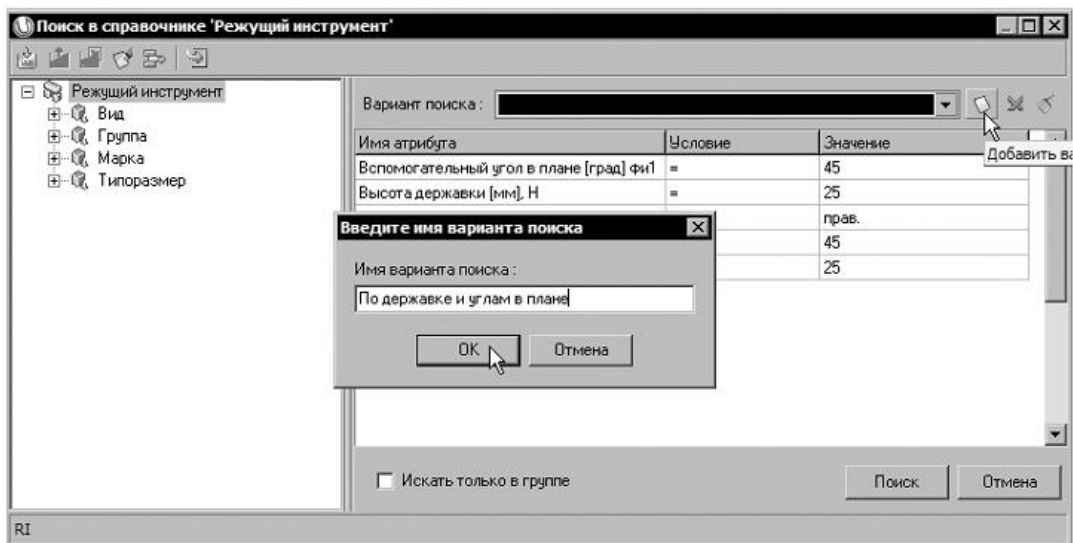 Поиск в справочнике 'Режущий инструмент'
Режущий инструмент
Вид
Группа
Марка
Типоразмер
Вариант поиска :
Добавить ва
Имя атрибута Условие Значение
Вспомогательный угол в плане [град] фи1 = 45
Высота державки [мм], Н = 25
прав.
45
25
Введите имя варианта поиска
Имя варианта поиска :
По державке и углам в плане
OK Отмена
Искать только в группе
Поиск Отмена
RI